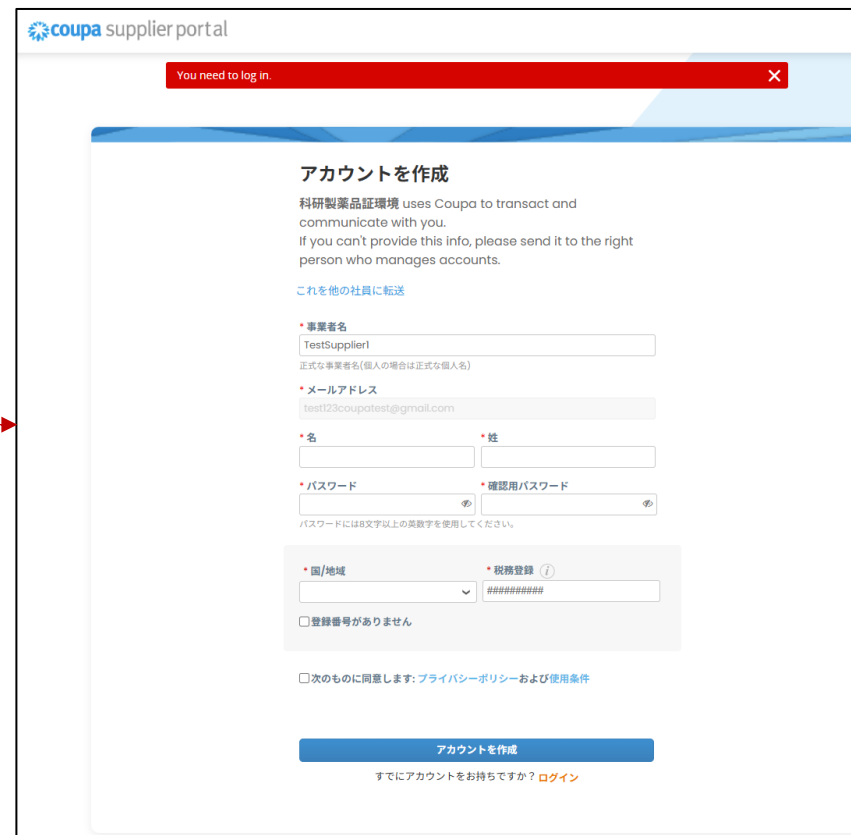 coupa supplier portal
You need to log in.
アカウントを作成
科研製薬品証環境 uses Coupa to transact and
communicate with you.
If you can't provide this info, please send it to the right
person who manages accounts.
これを他の社員に転送
* 事業者名
TestSupplier1
正式な事業者名(個人の場合は正式な個人名)
* メールアドレス
test123coupatest@gmail.com
* 名 * 姓
* パスワード * 確認用パスワード
パスワードには8文字以上の英数字を使用してください。
* 国/地域 * 税務登録 i
##########
登録番号がありません
次のものに同意します: プライバシーポリシーおよび使用条件
アカウントを作成
すでにアカウントをお持ちですか？ ログイン